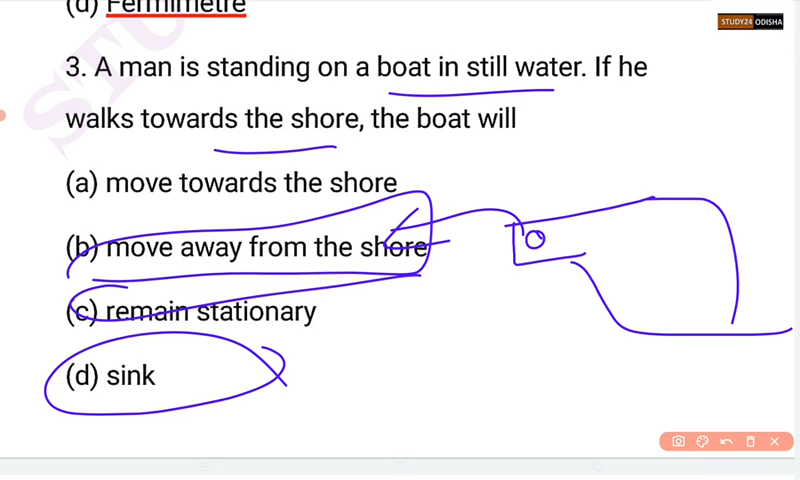 (d) Fermimetre
STUDY24 ODISHA
3. A man is standing on a boat in still water. If he
walks towards the shore, the boat will
(a) move towards the shore
(b) move away from the shore
(c) remain stationary
(d) sink